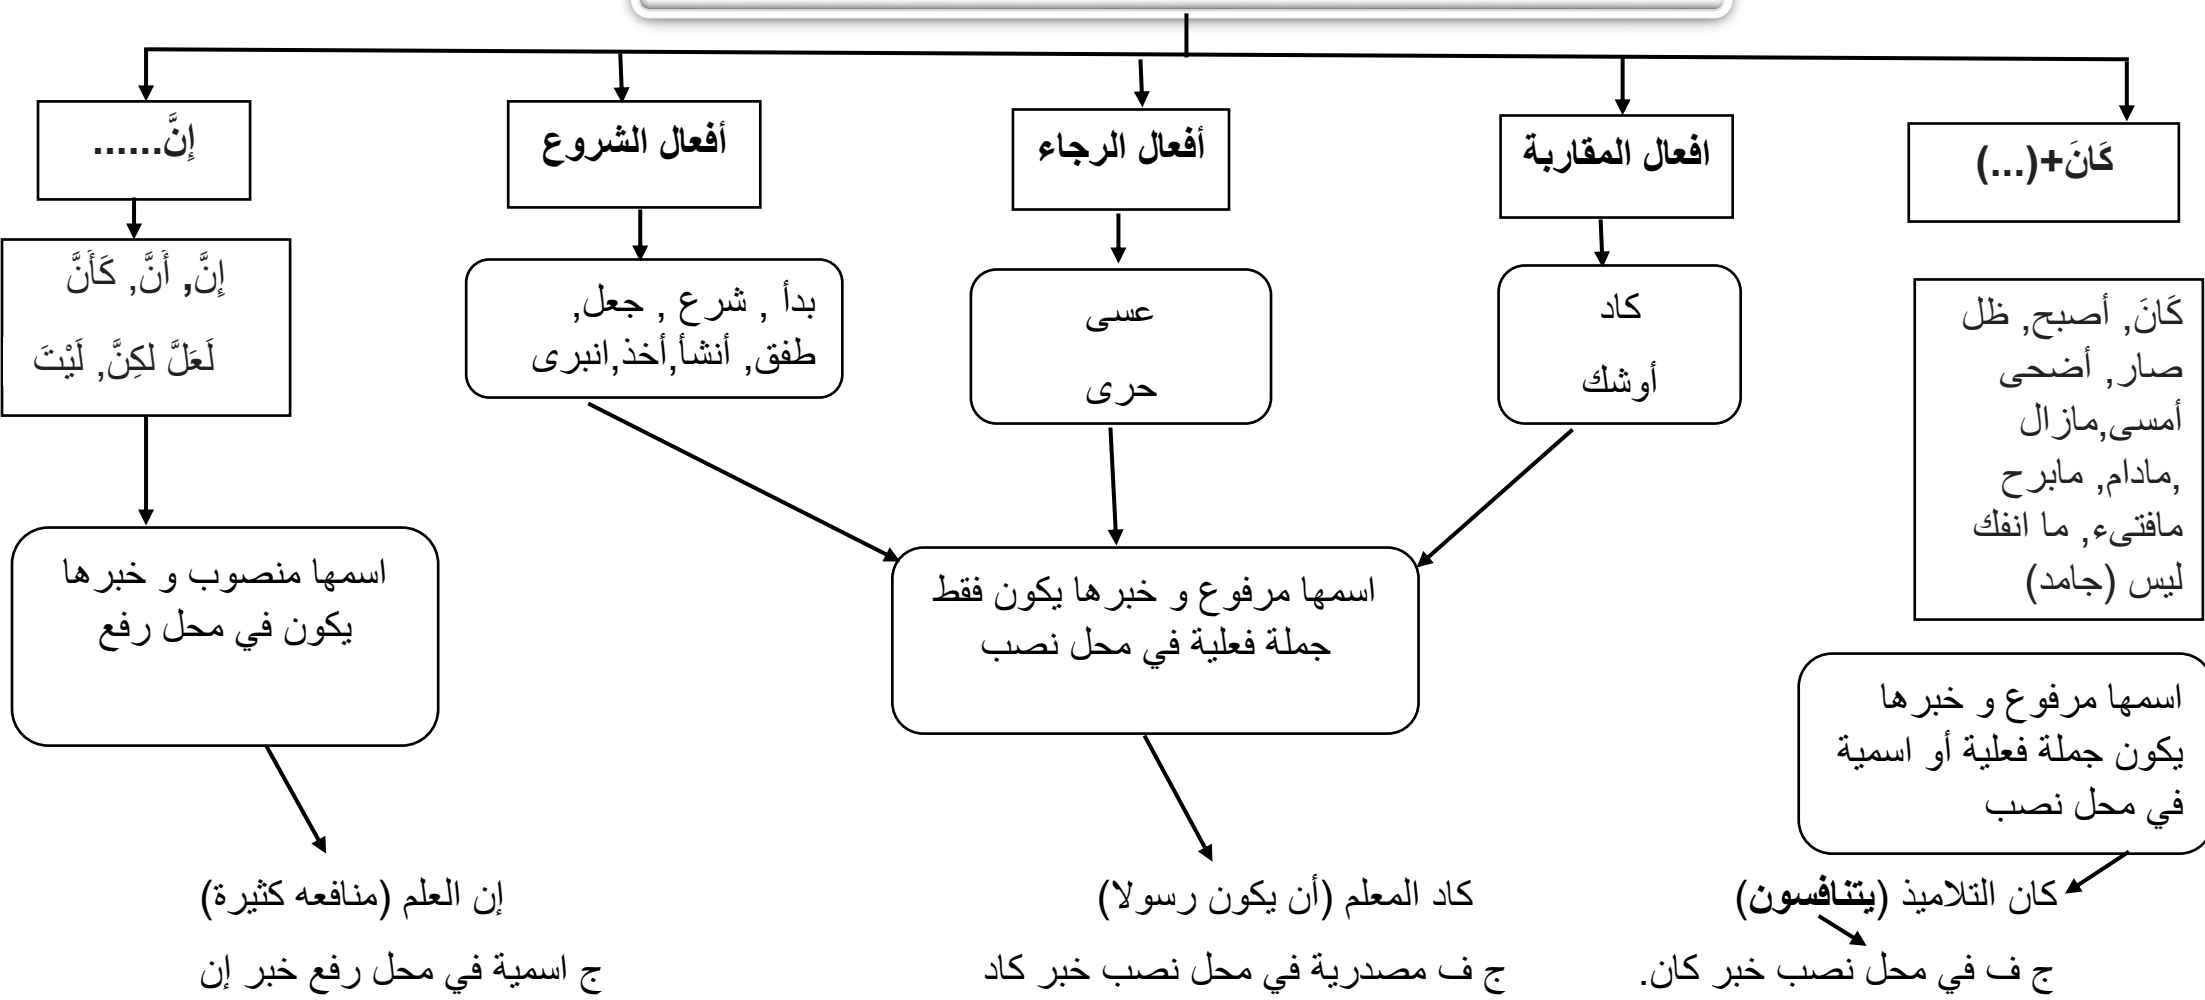 كَانَ+(...)
افعال المقاربة
أفعال الرجاء
أفعال الشروع
إنَّ......
كَانَ, أصبح, ظل
صار, أضحى
أمسى,مازال
,مادام, مابرح
مافتىء, ما انفك
ليس (جامد)
كاد
أوشك
عسى
حرى
بدأ , شرع , جعل,
طفق, أنشأ,أخذ,انبرى
إنَّ, أنَّ, كَأَنَّ
لَعَلَّ لكِنَّ, لَيْتَ
اسمها مرفوع و خبرها
يكون جملة فعلية أو اسمية
في محل نصب
اسمها مرفوع و خبرها يكون فقط
جملة فعلية في محل نصب
اسمها منصوب و خبرها
يكون في محل رفع
كان التلاميذ (يتنافسون)
ج ف في محل نصب خبر كان.
كاد المعلم (أن يكون رسولا)
ج ف مصدرية في محل نصب خبر كاد
إن العلم (منافعه كثيرة)
ج اسمية في محل رفع خبر إن